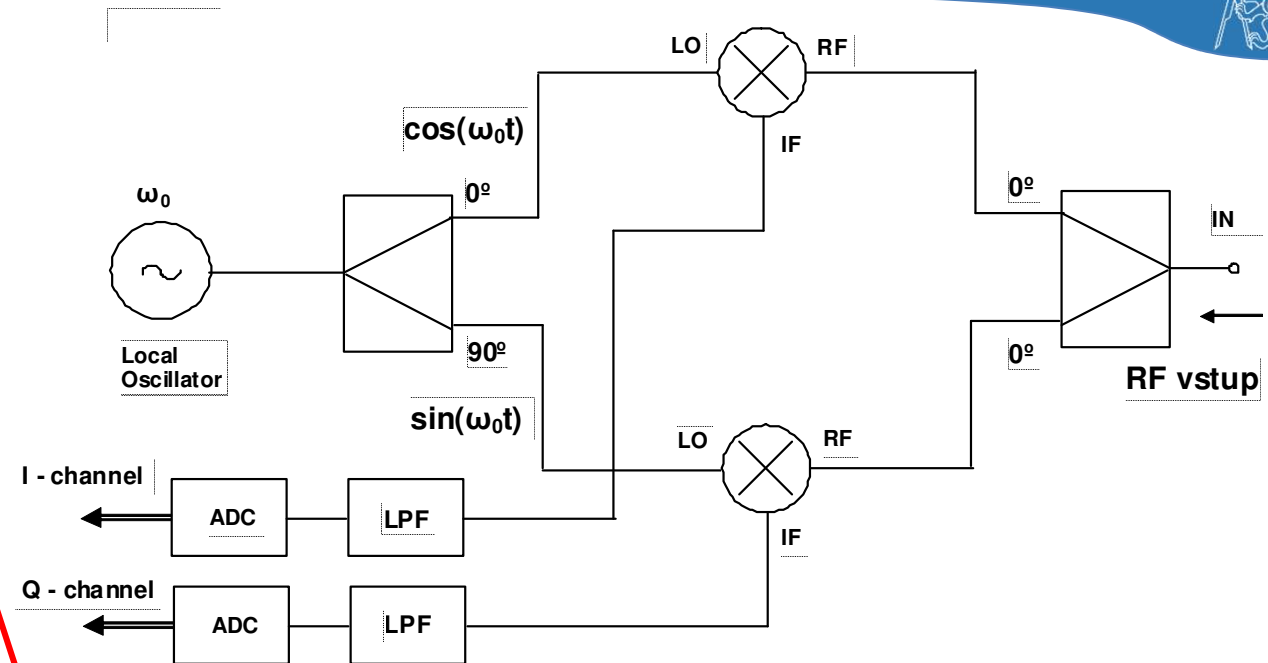 LO
RF
cos(ω₀t)
IF
ω₀
0º
0º
IN
Local
Oscillator
90º
0º
RF vstup
sin(ω₀t)
LO
RF
I - channel
ADC
LPF
IF
Q - channel
ADC
LPF